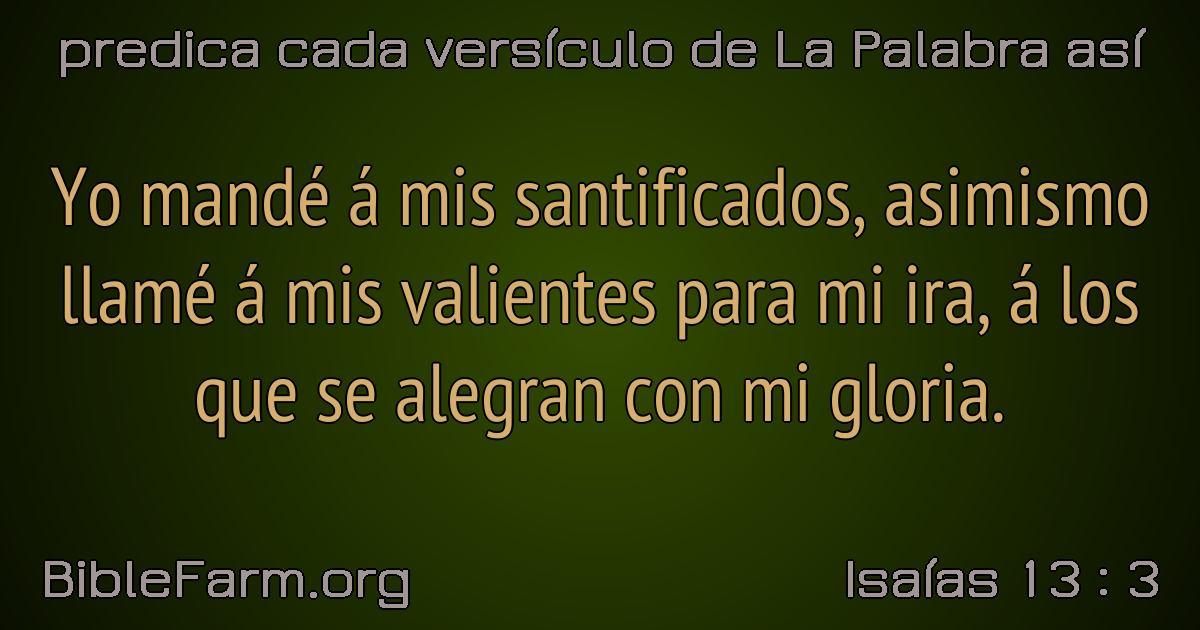 predica cada versículo de La Palabra así
Yo mandé á mis santificados, asimismo
llamé á mis valientes para mi ira, á los
que se alegran con mi gloria.
BibleFarm.org
Isaías 13 : 3